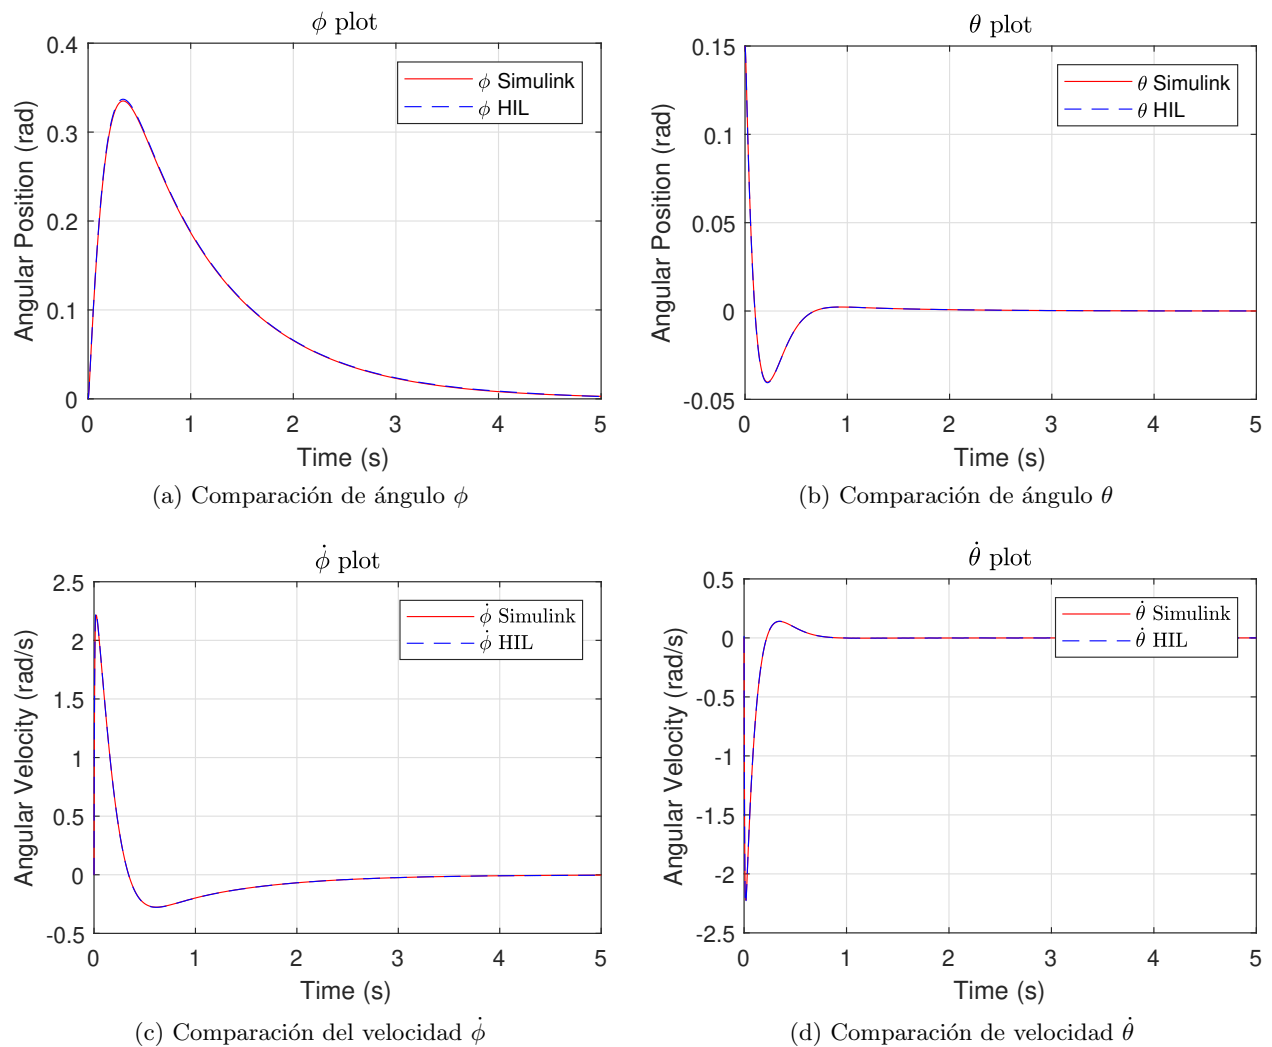 ϕ plot
0.4
0.3
0.2
0.1
0
Angular Position (rad)
ϕ Simulink
ϕ HIL
0 1 2 3 4 5
Time (s)
(a) Comparación de ángulo ϕ
θ plot
0.15
0.1
0.05
0
-0.05
Angular Position (rad)
θ Simulink
θ HIL
0 1 2 3 4 5
Time (s)
(b) Comparación de ángulo θ
ϕ̇ plot
2.5
2
1.5
1
0.5
0
-0.5
Angular Velocity (rad/s)
ϕ̇ Simulink
ϕ̇ HIL
0 1 2 3 4 5
Time (s)
(c) Comparación del velocidad ϕ̇
θ̇ plot
0.5
0
-0.5
-1
-1.5
-2
-2.5
Angular Velocity (rad/s)
θ̇ Simulink
θ̇ HIL
0 1 2 3 4 5
Time (s)
(d) Comparación de velocidad θ̇